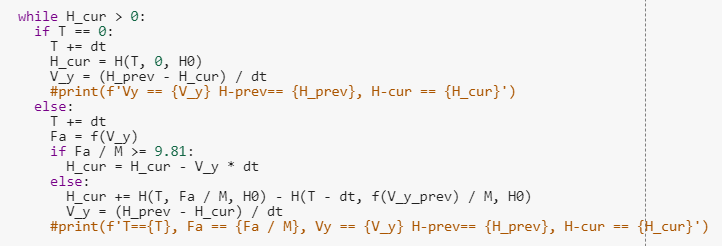 while H_cur > 0:
  if T == 0:
    T += dt
    H_cur = H(T, 0, H0)
    V_y = (H_prev - H_cur) / dt
    #print(f'Vy == {V_y} H-prev== {H_prev}, H-cur == {H_cur}')
  else:
    T += dt
    Fa = f(V_y)
    if Fa / M >= 9.81:
      H_cur = H_cur - V_y * dt
    else:
      H_cur += H(T, Fa / M, H0) - H(T - dt, f(V_y_prev) / M, H0)
      V_y = (H_prev - H_cur) / dt
    #print(f'T=={T}, Fa == {Fa / M}, Vy == {V_y} H-prev== {H_prev}, H-cur == {H_cur}')